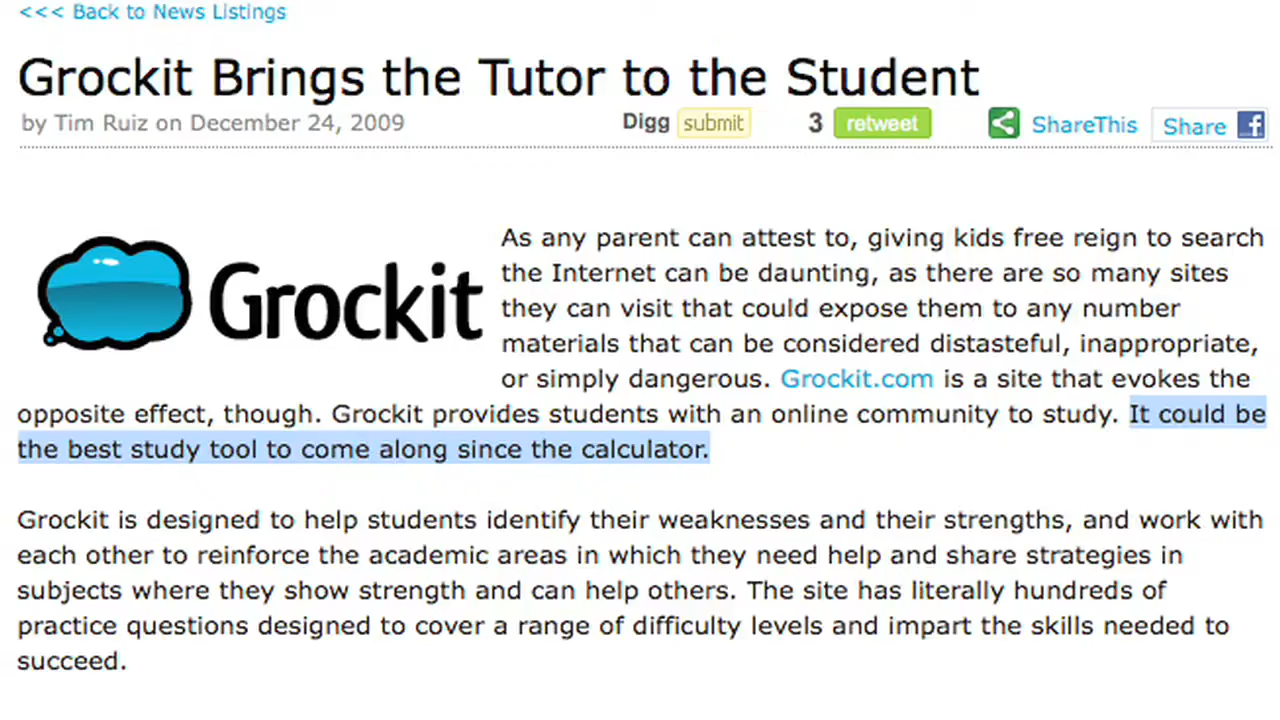 <<< Back to News Listings
Grockit Brings the Tutor to the Student
by Tim Ruiz on December 24, 2009
Digg submit 3 retweet ShareThis Share f
Grockit
As any parent can attest to, giving kids free reign to search
the Internet can be daunting, as there are so many sites
they can visit that could expose them to any number
materials that can be considered distasteful, inappropriate,
or simply dangerous. Grockit.com is a site that evokes the
opposite effect, though. Grockit provides students with an online community to study. It could be
the best study tool to come along since the calculator.
Grockit is designed to help students identify their weaknesses and their strengths, and work with
each other to reinforce the academic areas in which they need help and share strategies in
subjects where they show strength and can help others. The site has literally hundreds of
practice questions designed to cover a range of difficulty levels and impart the skills needed to
succeed.